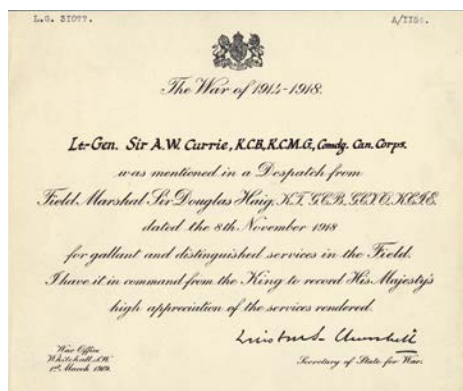 L.G. 31077.
A/1154.
The War of 1914-1918.
Lt-Gen. Sir A.W. Currie, K.C.B., K.C.M.G., Comdg. Can. Corps.
was mentioned in a Despatch from
Field Marshal Sir Douglas Haig, K.T. G.C.B. G.C.V.O. K.C.I.E.
dated the 8th November 1918
for gallant and distinguished services in the Field.
I have it in command from the King to record His Majesty's
high appreciation of the services rendered.
Winston S. Churchill
War Office
Whitehall, S.W.
Secretary of State for War.
1st March 1919.